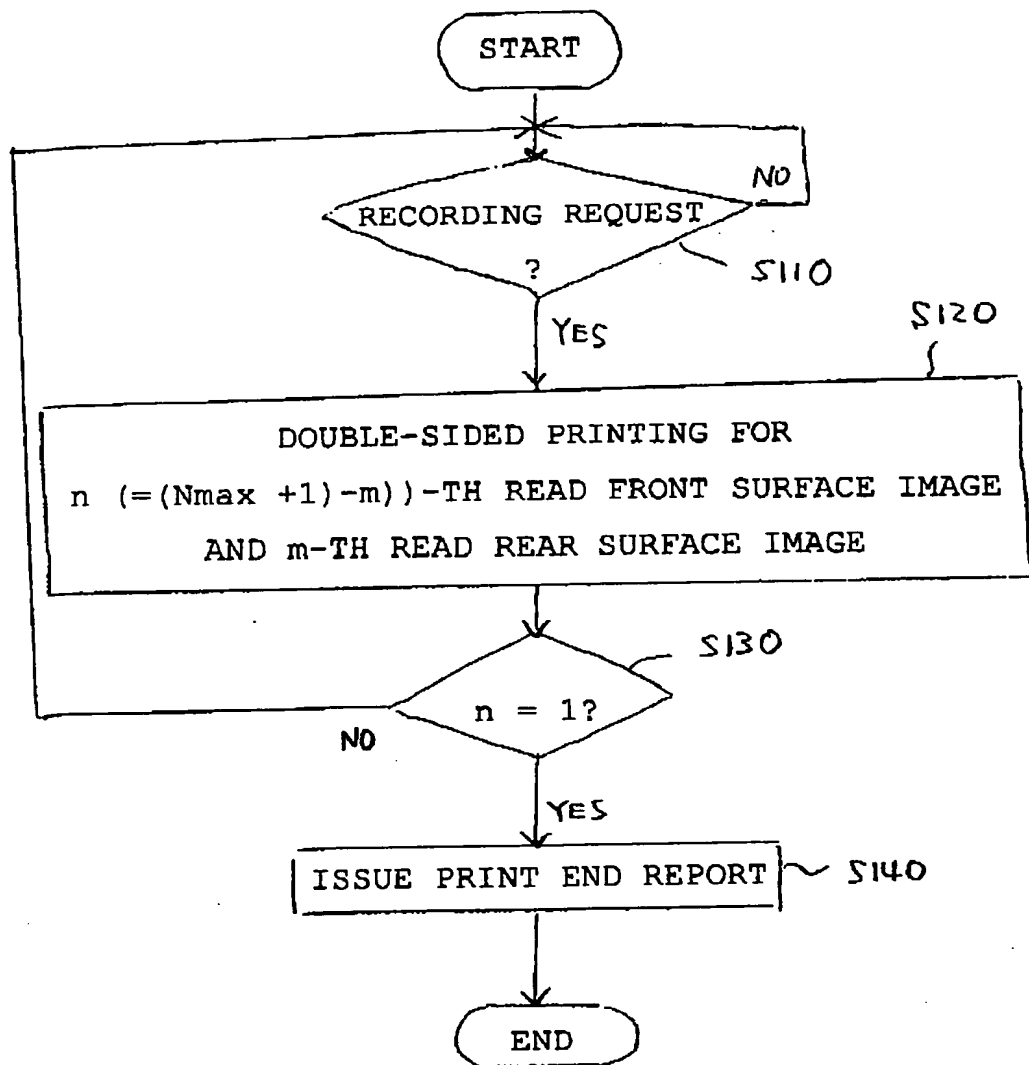 START
NO
RECORDING REQUEST
?
S110
YES
S120
DOUBLE-SIDED PRINTING FOR
n (=(Nmax +1)-m))-TH READ FRONT SURFACE IMAGE
AND m-TH READ REAR SURFACE IMAGE
S130
n = 1?
NO
YES
ISSUE PRINT END REPORT
S140
END